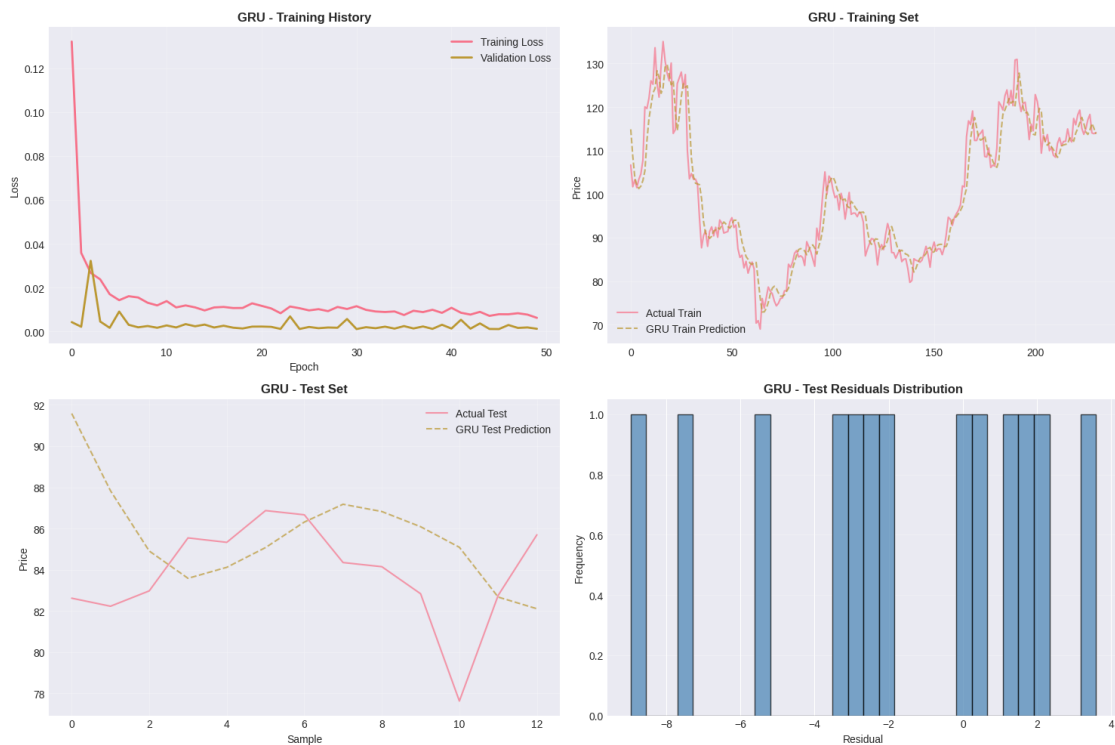 GRU - Training History
Training Loss
Validation Loss
0.12
0.10
0.08
0.06
0.04
0.02
0.00
Loss
0 10 20 30 40 50
Epoch
GRU - Training Set
130
120
110
100
90
80
70
Price
Actual Train
GRU Train Prediction
0 50 100 150 200
GRU - Test Set
Actual Test
GRU Test Prediction
92
90
88
86
84
82
80
78
Price
0 2 4 6 8 10 12
Sample
GRU - Test Residuals Distribution
1.0
0.8
0.6
0.4
0.2
0.0
Frequency
−8 −6 −4 −2 0 2 4
Residual